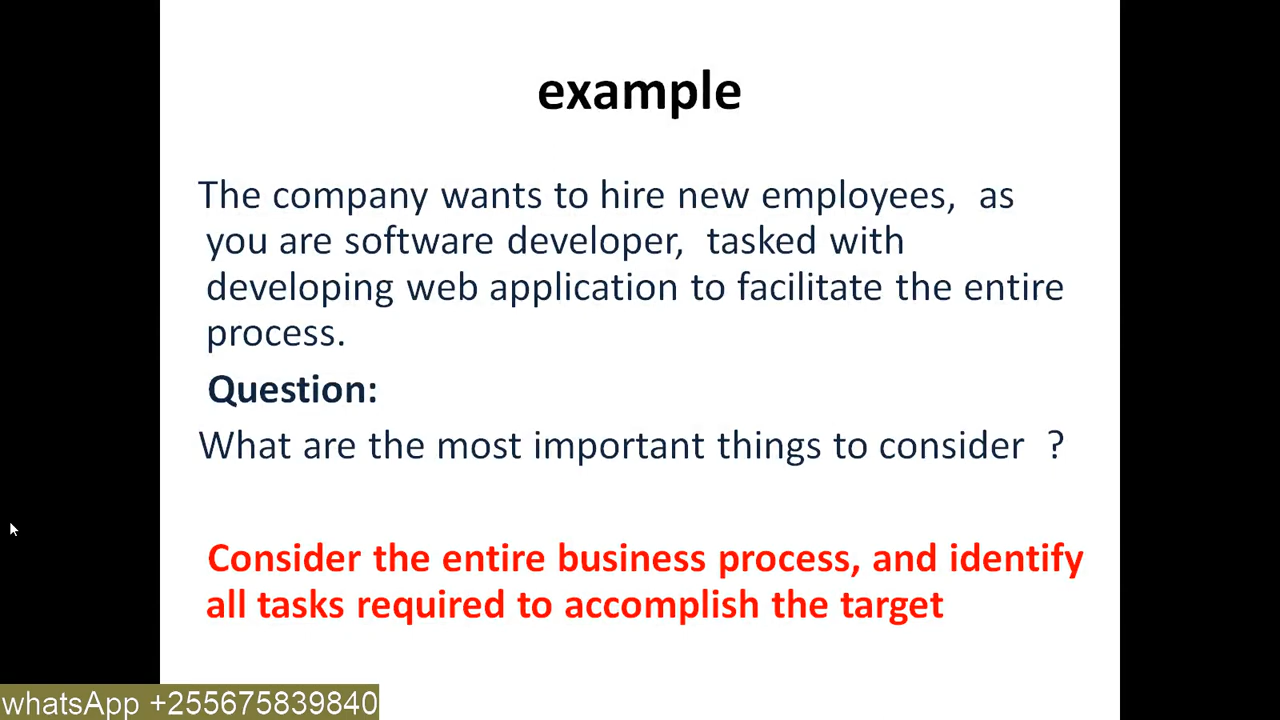 example
The company wants to hire new employees, as
you are software developer, tasked with
developing web application to facilitate the entire
process.
Question:
What are the most important things to consider ?
Consider the entire business process, and identify
all tasks required to accomplish the target
whatsApp +255675839840